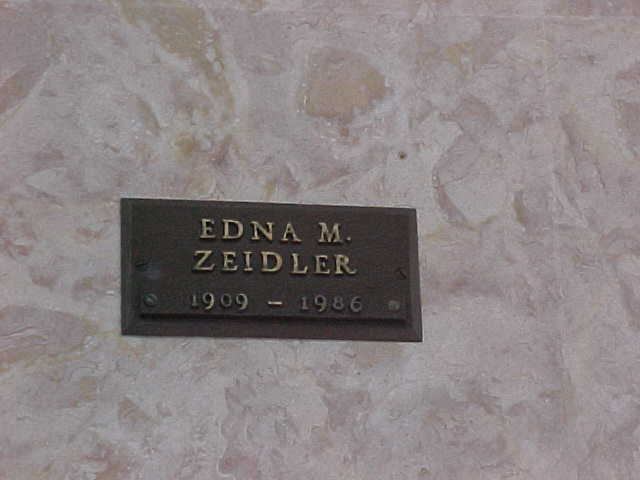 EDNA M.
ZEIDLER
1909 – 1986